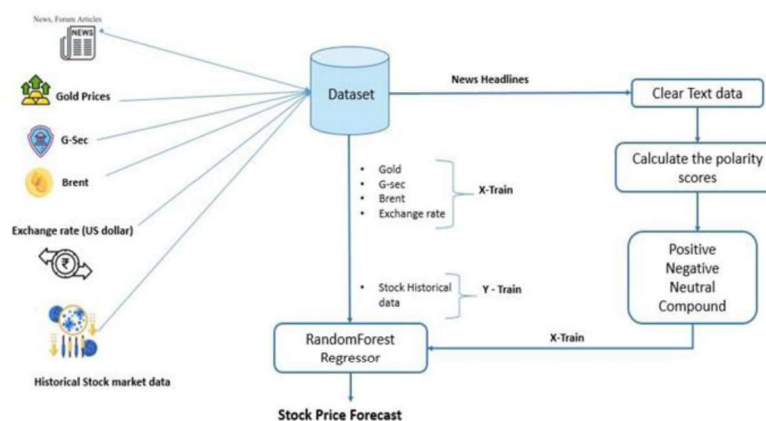 News, Forum Articles
NEWS
Gold Prices
G-Sec
Brent
Exchange rate (US dollar)
₹
Historical Stock market data
Dataset
News Headlines
Clear Text data
Calculate the polarity
scores
Positive
Negative
Neutral
Compound
• Gold
• G-sec
• Brent
• Exchange rate
X-Train
• Stock Historical
data
Y - Train
X-Train
RandomForest
Regressor
Stock Price Forecast